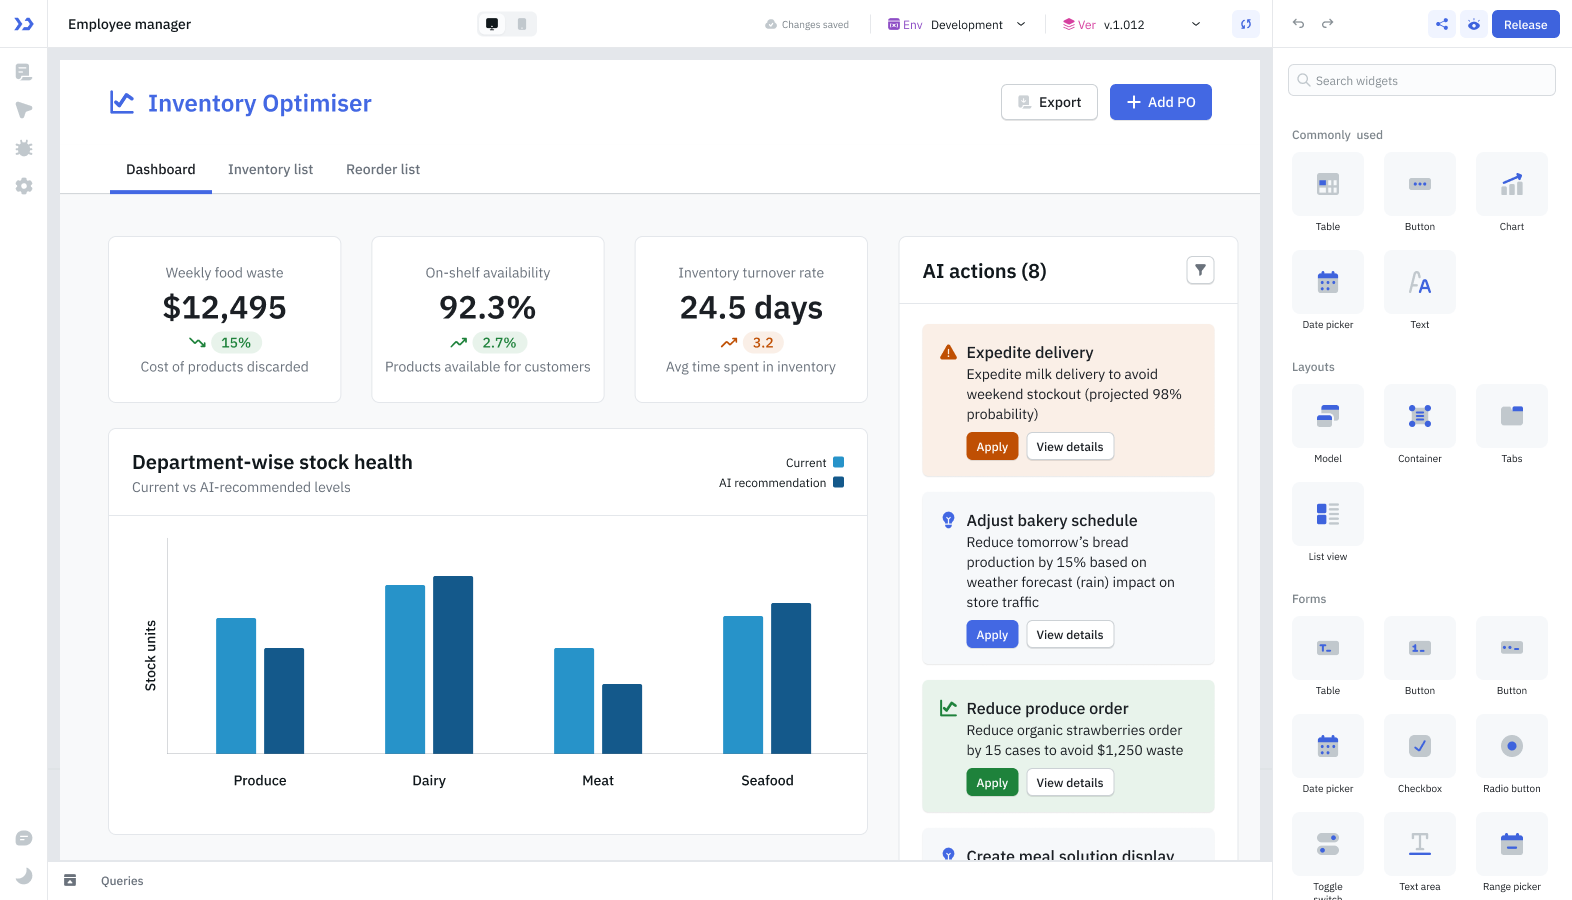 Employee manager
Changes saved
Env Development
Ver v.1.012
Release
Inventory Optimiser
Export
Add PO
Dashboard
Inventory list
Reorder list
Weekly food waste
$12,495
15%
Cost of products discarded
On-shelf availability
92.3%
2.7%
Products available for customers
Inventory turnover rate
24.5 days
3.2
Avg time spent in inventory
Department-wise stock health
Current vs AI-recommended levels
Current
AI recommendation
Stock units
Produce
Dairy
Meat
Seafood
AI actions (8)
Expedite delivery
Expedite milk delivery to avoid
weekend stockout (projected 98%
probability)
Apply
View details
Adjust bakery schedule
Reduce tomorrow's bread
production by 15% based on
weather forecast (rain) impact on
store traffic
Apply
View details
Reduce produce order
Reduce organic strawberries order
by 15 cases to avoid $1,250 waste
Apply
View details
Create meal solution display
Queries
Search widgets
Commonly used
Table
Button
Chart
Date picker
Text
Layouts
Model
Container
Tabs
List view
Forms
Table
Button
Button
Date picker
Checkbox
Radio button
Toggle
switch
Text area
Range picker